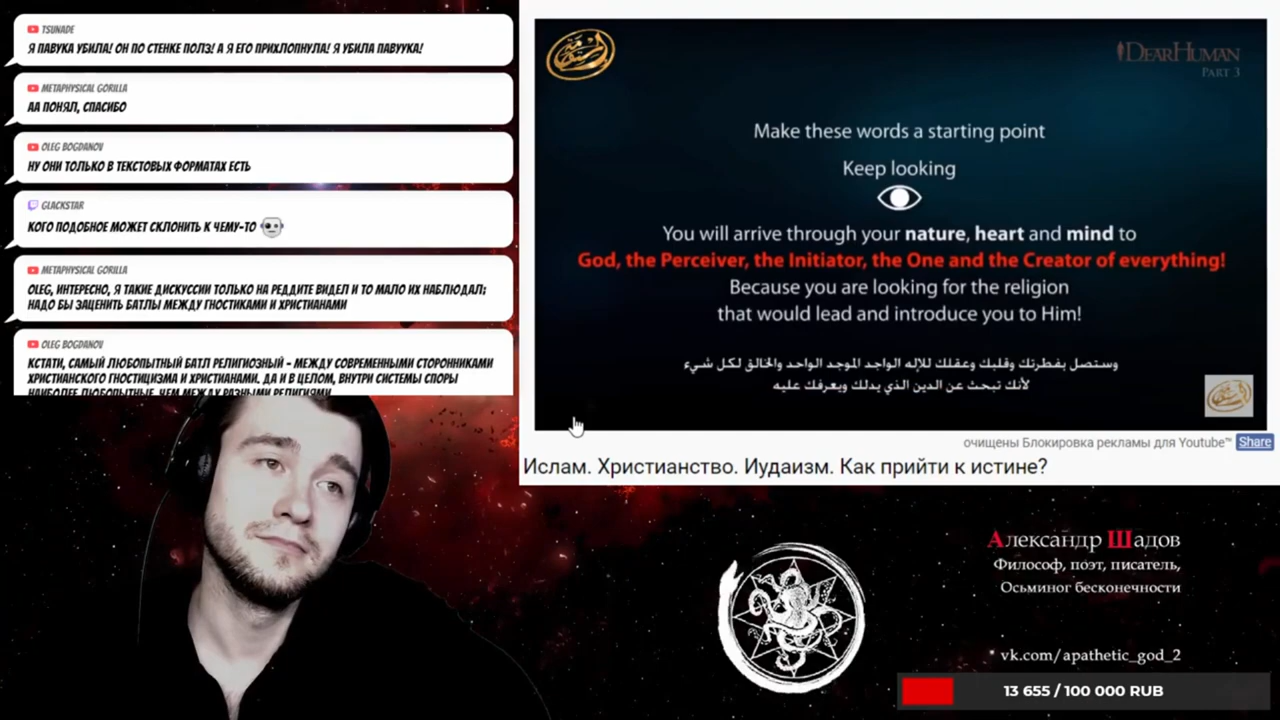 TSUNADE
Я ПАВУКА УБИЛА! ОН ПО СТЕНКЕ ПОЛЗ! А Я ЕГО ПРИХЛОПНУЛА! Я УБИЛА ПАВУУКА!
METAPHYSICAL GORILLA
АА ПОНЯЛ, СПАСИБО
OLEG BOGDANOV
НУ ОНИ ТОЛЬКО В ТЕКСТОВЫХ ФОРМАТАХ ЕСТЬ
GLACKSTAR
КОГО ПОДОБНОЕ МОЖЕТ СКЛОНИТЬ К ЧЕМУ-ТО
METAPHYSICAL GORILLA
OLEG, ИНТЕРЕСНО, Я ТАКИЕ ДИСКУССИИ ТОЛЬКО НА РЕДДИТЕ ВИДЕЛ И ТО МАЛО ИХ НАБЛЮДАЛ;
НАДО БЫ ЗАЦЕНИТЬ БАТЛЫ МЕЖДУ ГНОСТИКАМИ И ХРИСТИАНАМИ
OLEG BOGDANOV
КСТАТИ, САМЫЙ ЛЮБОПЫТНЫЙ БАТЛ РЕЛИГИОЗНЫЙ - МЕЖДУ СОВРЕМЕННЫМИ СТОРОННИКАМИ
ХРИСТИАНСКОГО ГНОСТИЦИЗМА И ХРИСТИАНАМИ. ДА И В ЦЕЛОМ, ВНУТРИ СИСТЕМЫ СПОРЫ
НАИБОЛЕЕ ЛЮБОПЫТНЫЕ, ЧЕМ МЕЖДУ РАЗНЫМИ РЕЛИГИЯМИ
DEARHUMAN
PART 3
Make these words a starting point
Keep looking
You will arrive through your nature, heart and mind to
God, the Perceiver, the Initiator, the One and the Creator of everything!
Because you are looking for the religion
that would lead and introduce you to Him!
وستصل بفطرتك وقلبك وعقلك للإله الواحد الموجد الواحد والخالق لكل شيء
لأنك تبحث عن الدين الذي يدلك ويعرفك عليه
очищены Блокировка рекламы для Youtube™ Share
Ислам. Христианство. Иудаизм. Как прийти к истине?
Александр Шадов
Философ, поэт, писатель,
Осьминог бесконечности
vk.com/apathetic_god_2
13 655 / 100 000 RUB